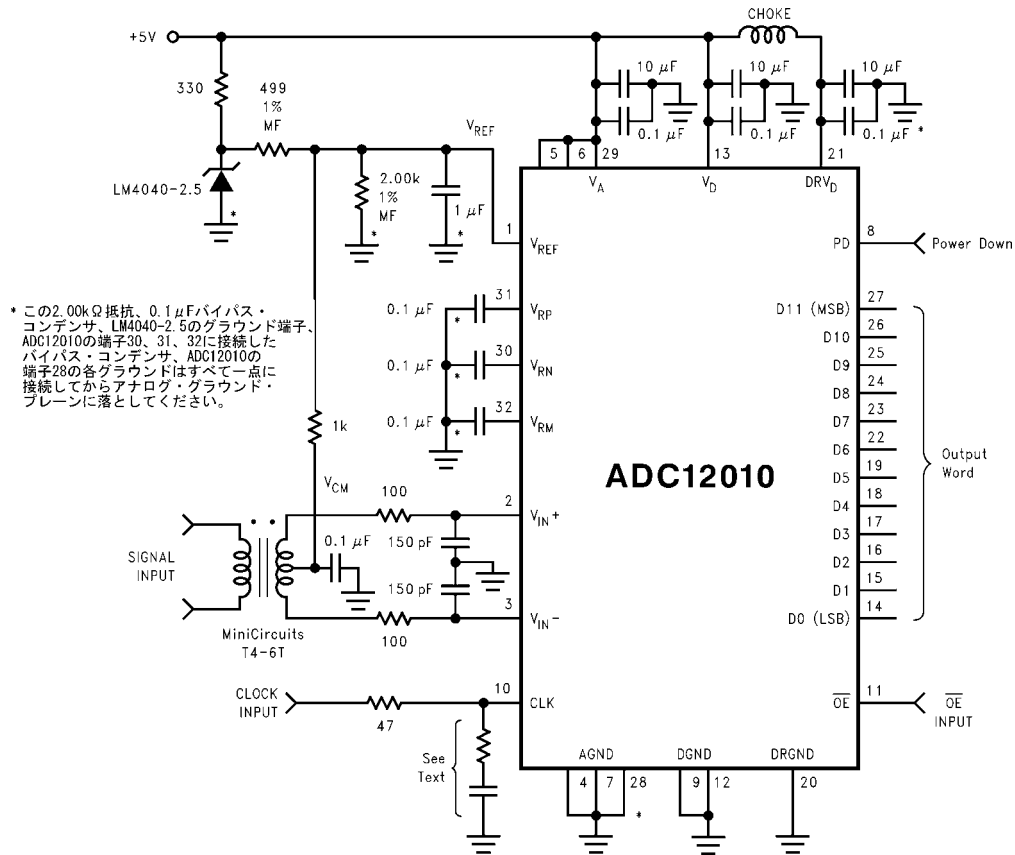 CHOKE
+5V
10 μF
10 μF
10 μF
330
499
1%
MF
VREF
0.1 μF
0.1 μF
0.1 μF *
5 6 29
13
21
LM4040-2.5
*
2.00k
1%
MF
*
1 μF
*
VA
VD
DRVD
1
VREF
PD
8
Power Down
* この2.00kΩ抵抗、0.1μFバイパス・
コンデンサ、LM4040-2.5のグラウンド端子、
ADC12010の端子30、31、32に接続した
バイパス・コンデンサ、ADC12010の
端子28の各グラウンドはすべて一点に
接続してからアナログ・グラウンド・
プレーンに落としてください。
0.1 μF
*
31
VRP
0.1 μF
*
30
VRN
0.1 μF
*
32
VRM
D11 (MSB)
27
D10
26
D9
25
D8
24
D7
23
D6
22
D5
19
D4
18
D3
17
D2
16
D1
15
D0 (LSB)
14
Output
Word
1k
ADC12010
VCM
100
2
VIN+
SIGNAL
INPUT
0.1 μF
150 pF
150 pF
3
VIN-
100
MiniCircuits
T4-6T
CLOCK
INPUT
47
10
CLK
OE
11
OE
INPUT
See
Text
AGND
DGND
DRGND
4 7 28
9 12
20
*